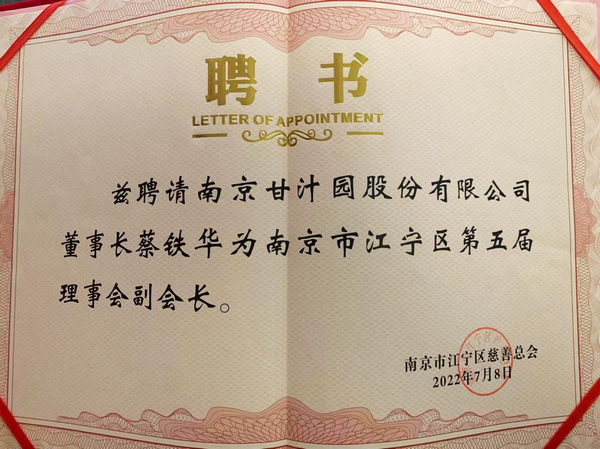 聘书
LETTER OF APPOINTMENT
兹聘请南京甘汁园股份有限公司
董事长蔡铁华为南京市江宁区第五届
理事会副会长。
南京市江宁区慈善总会
2022年7月8日